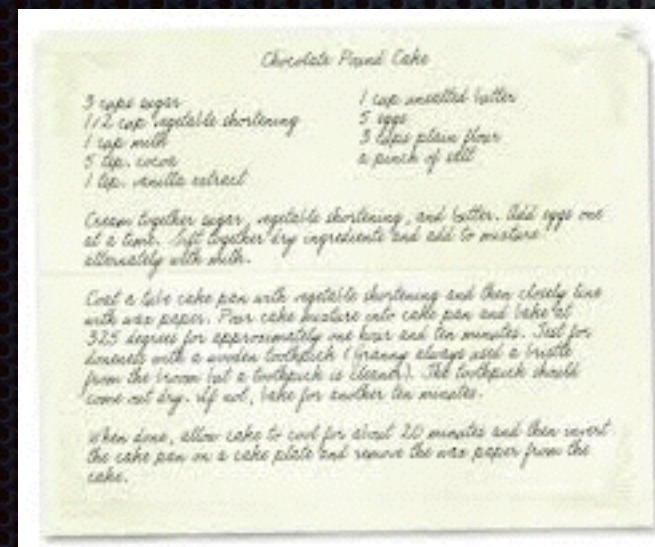 Chocolate Pound Cake
3 cups sugar
1/2 cup vegetable shortening
1 cup milk
5 tsp. cocoa
1 tsp. vanilla extract
1 cup unsalted butter
5 eggs
3 cups plain flour
a pinch of salt
Cream together sugar, vegetable shortening, and butter. Add eggs one
at a time. Sift together dry ingredients and add to mixture
alternately with milk.
Coat a tube cake pan with vegetable shortening and then closely line
with wax paper. Pour cake mixture into cake pan and bake at
325 degrees for approximately one hour and ten minutes. Test for
doneness with a wooden toothpick (Granny always used a bristle
from the broom but a toothpick is cleaner). The toothpick should
come out dry. If not, bake for another ten minutes.
When done, allow cake to cool for about 20 minutes and then invert
the cake pan on a cake plate and remove the wax paper from the
cake.